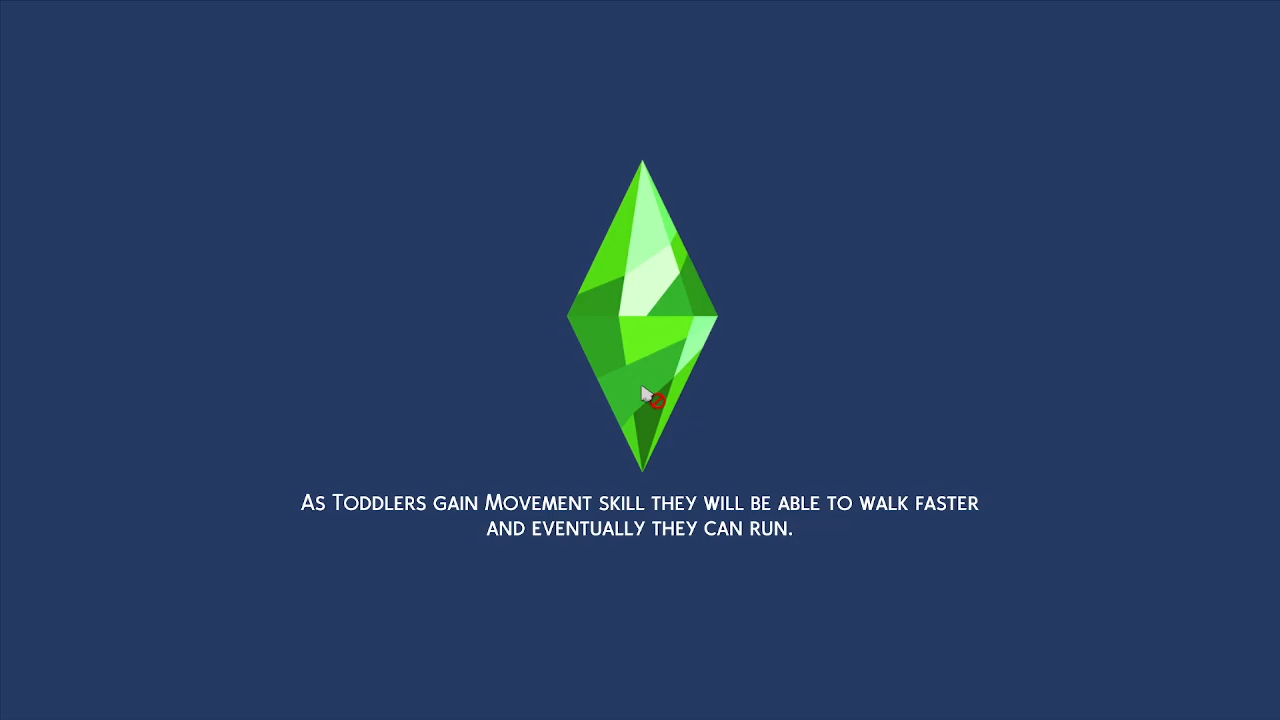 As Toddlers gain Movement skill they will be able to walk faster
and eventually they can run.